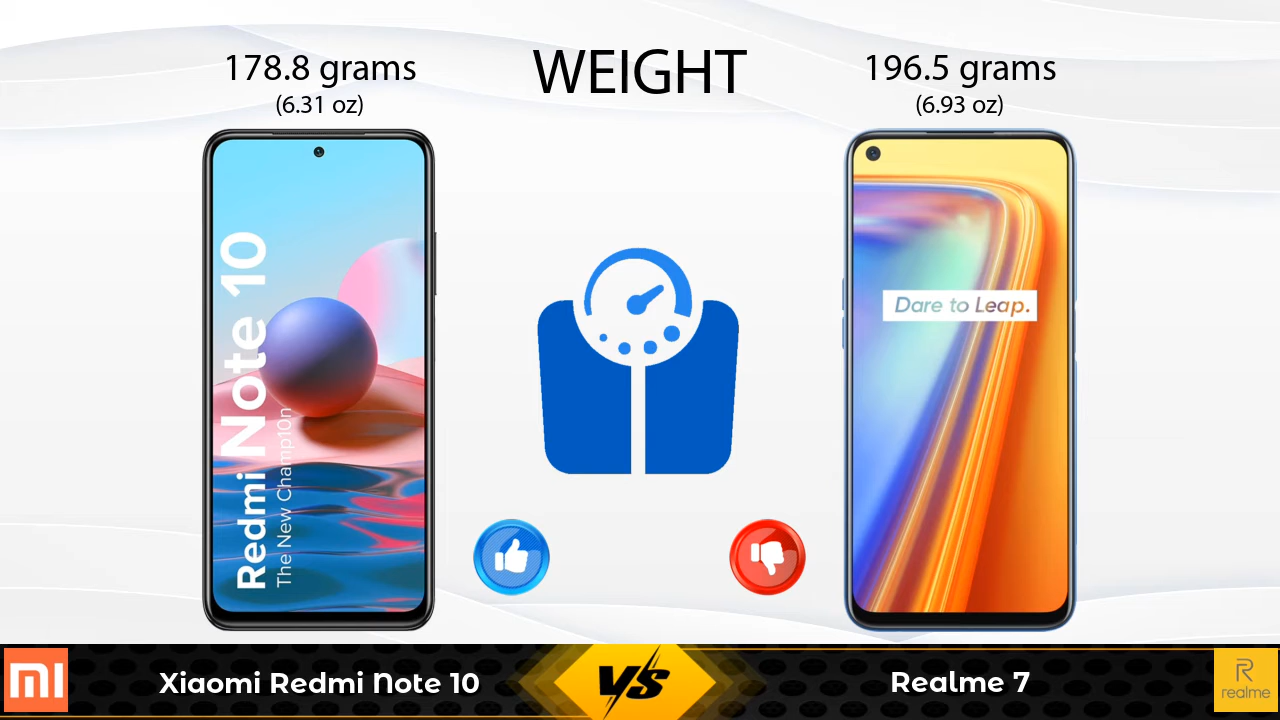 WEIGHT
178.8 grams
(6.31 oz)
196.5 grams
(6.93 oz)
Redmi Note 10
The New Champ10n
Dare to Leap.
MI
Xiaomi Redmi Note 10
VS
Realme 7
R
realme